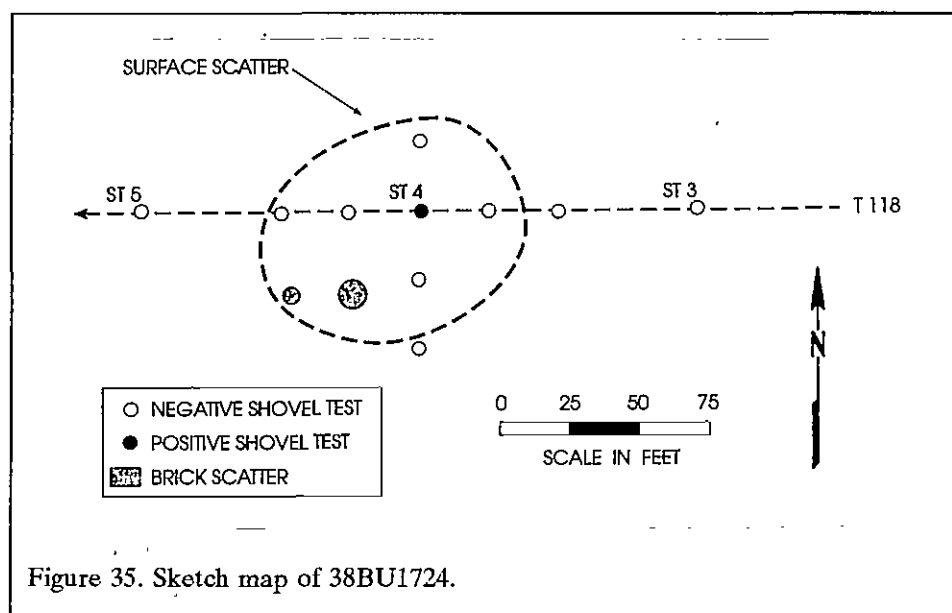 SURFACE SCATTER
ST 5
ST 4
ST 3
T 118
N
○ NEGATIVE SHOVEL TEST
● POSITIVE SHOVEL TEST
BRICK SCATTER
0 25 50 75
SCALE IN FEET
Figure 35. Sketch map of 38BU1724.